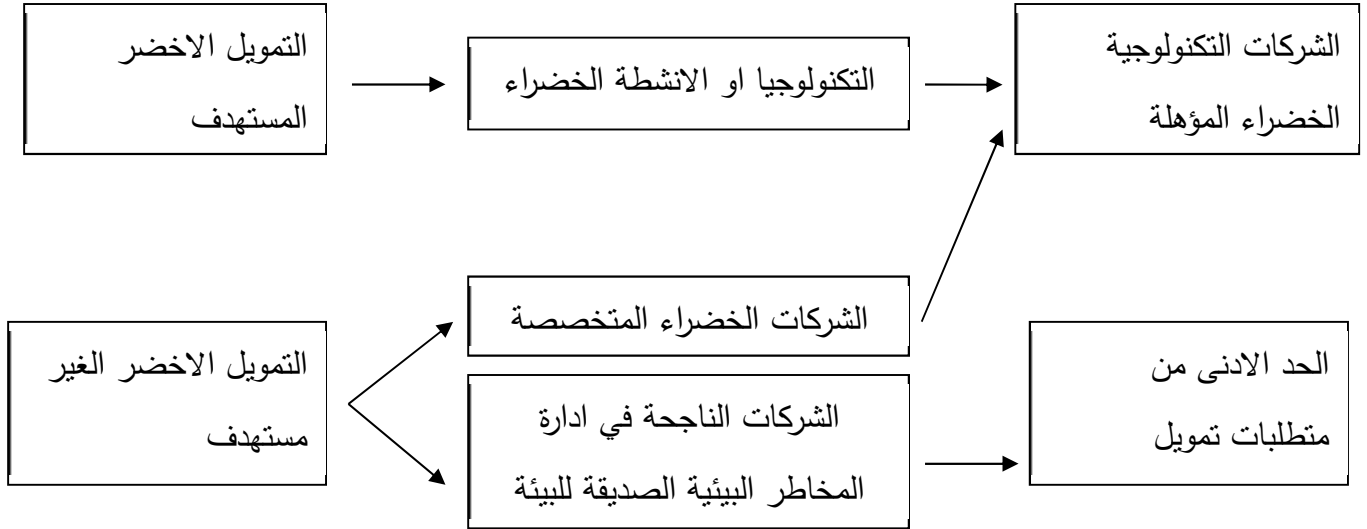 التمويل الاخضر
المستهدف
التكنولوجيا او الانشطة الخضراء
الشركات التكنولوجية
الخضراء المؤهلة
التمويل الاخضر الغير
مستهدف
الشركات الخضراء المتخصصة
الشركات الناجحة في ادارة
المخاطر البيئية الصديقة للبيئة
الحد الادنى من
متطلبات تمويل